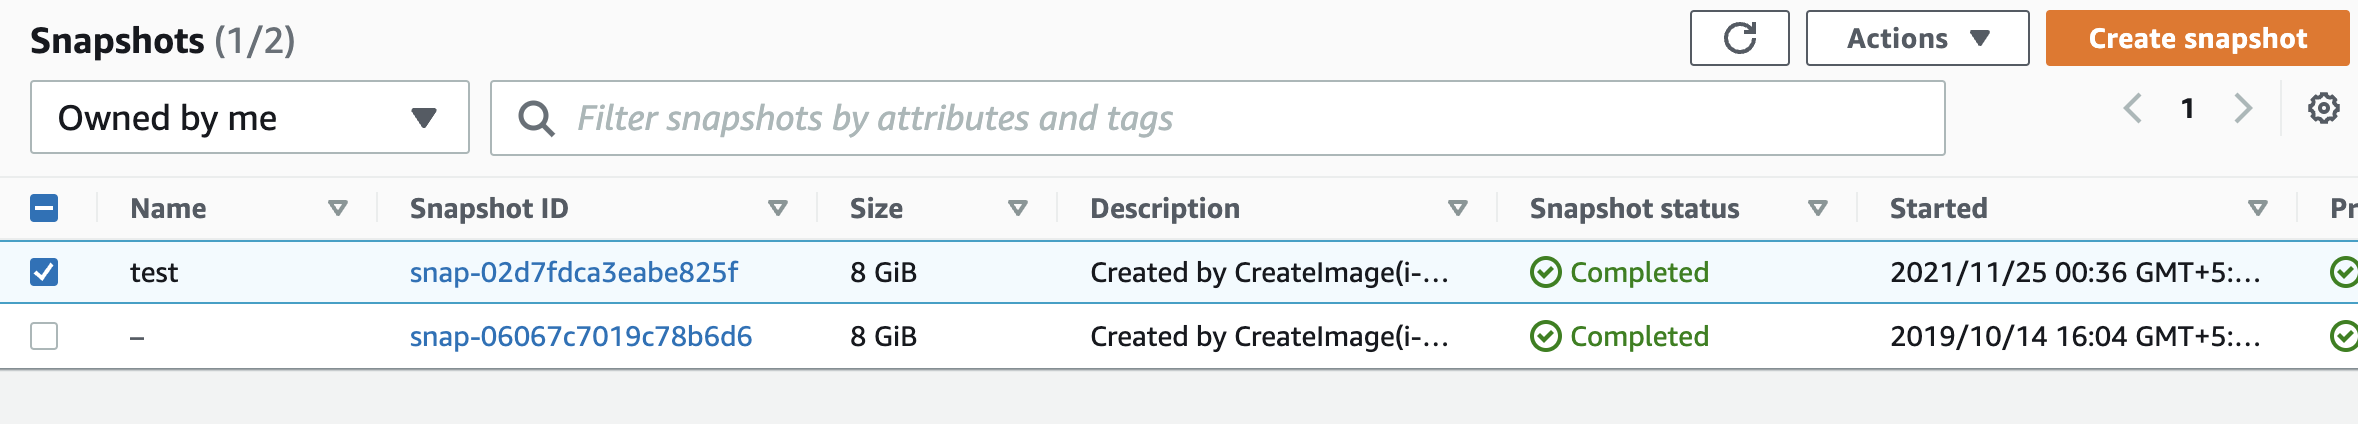 Snapshots (1/2)
Actions
Create snapshot
Owned by me
Filter snapshots by attributes and tags
1
Name Snapshot ID Size Description Snapshot status Started Pr
test snap-02d7fdca3eabe825f 8 GiB Created by CreateImage(i-... Completed 2021/11/25 00:36 GMT+5:...
– snap-06067c7019c78b6d6 8 GiB Created by CreateImage(i-... Completed 2019/10/14 16:04 GMT+5:...